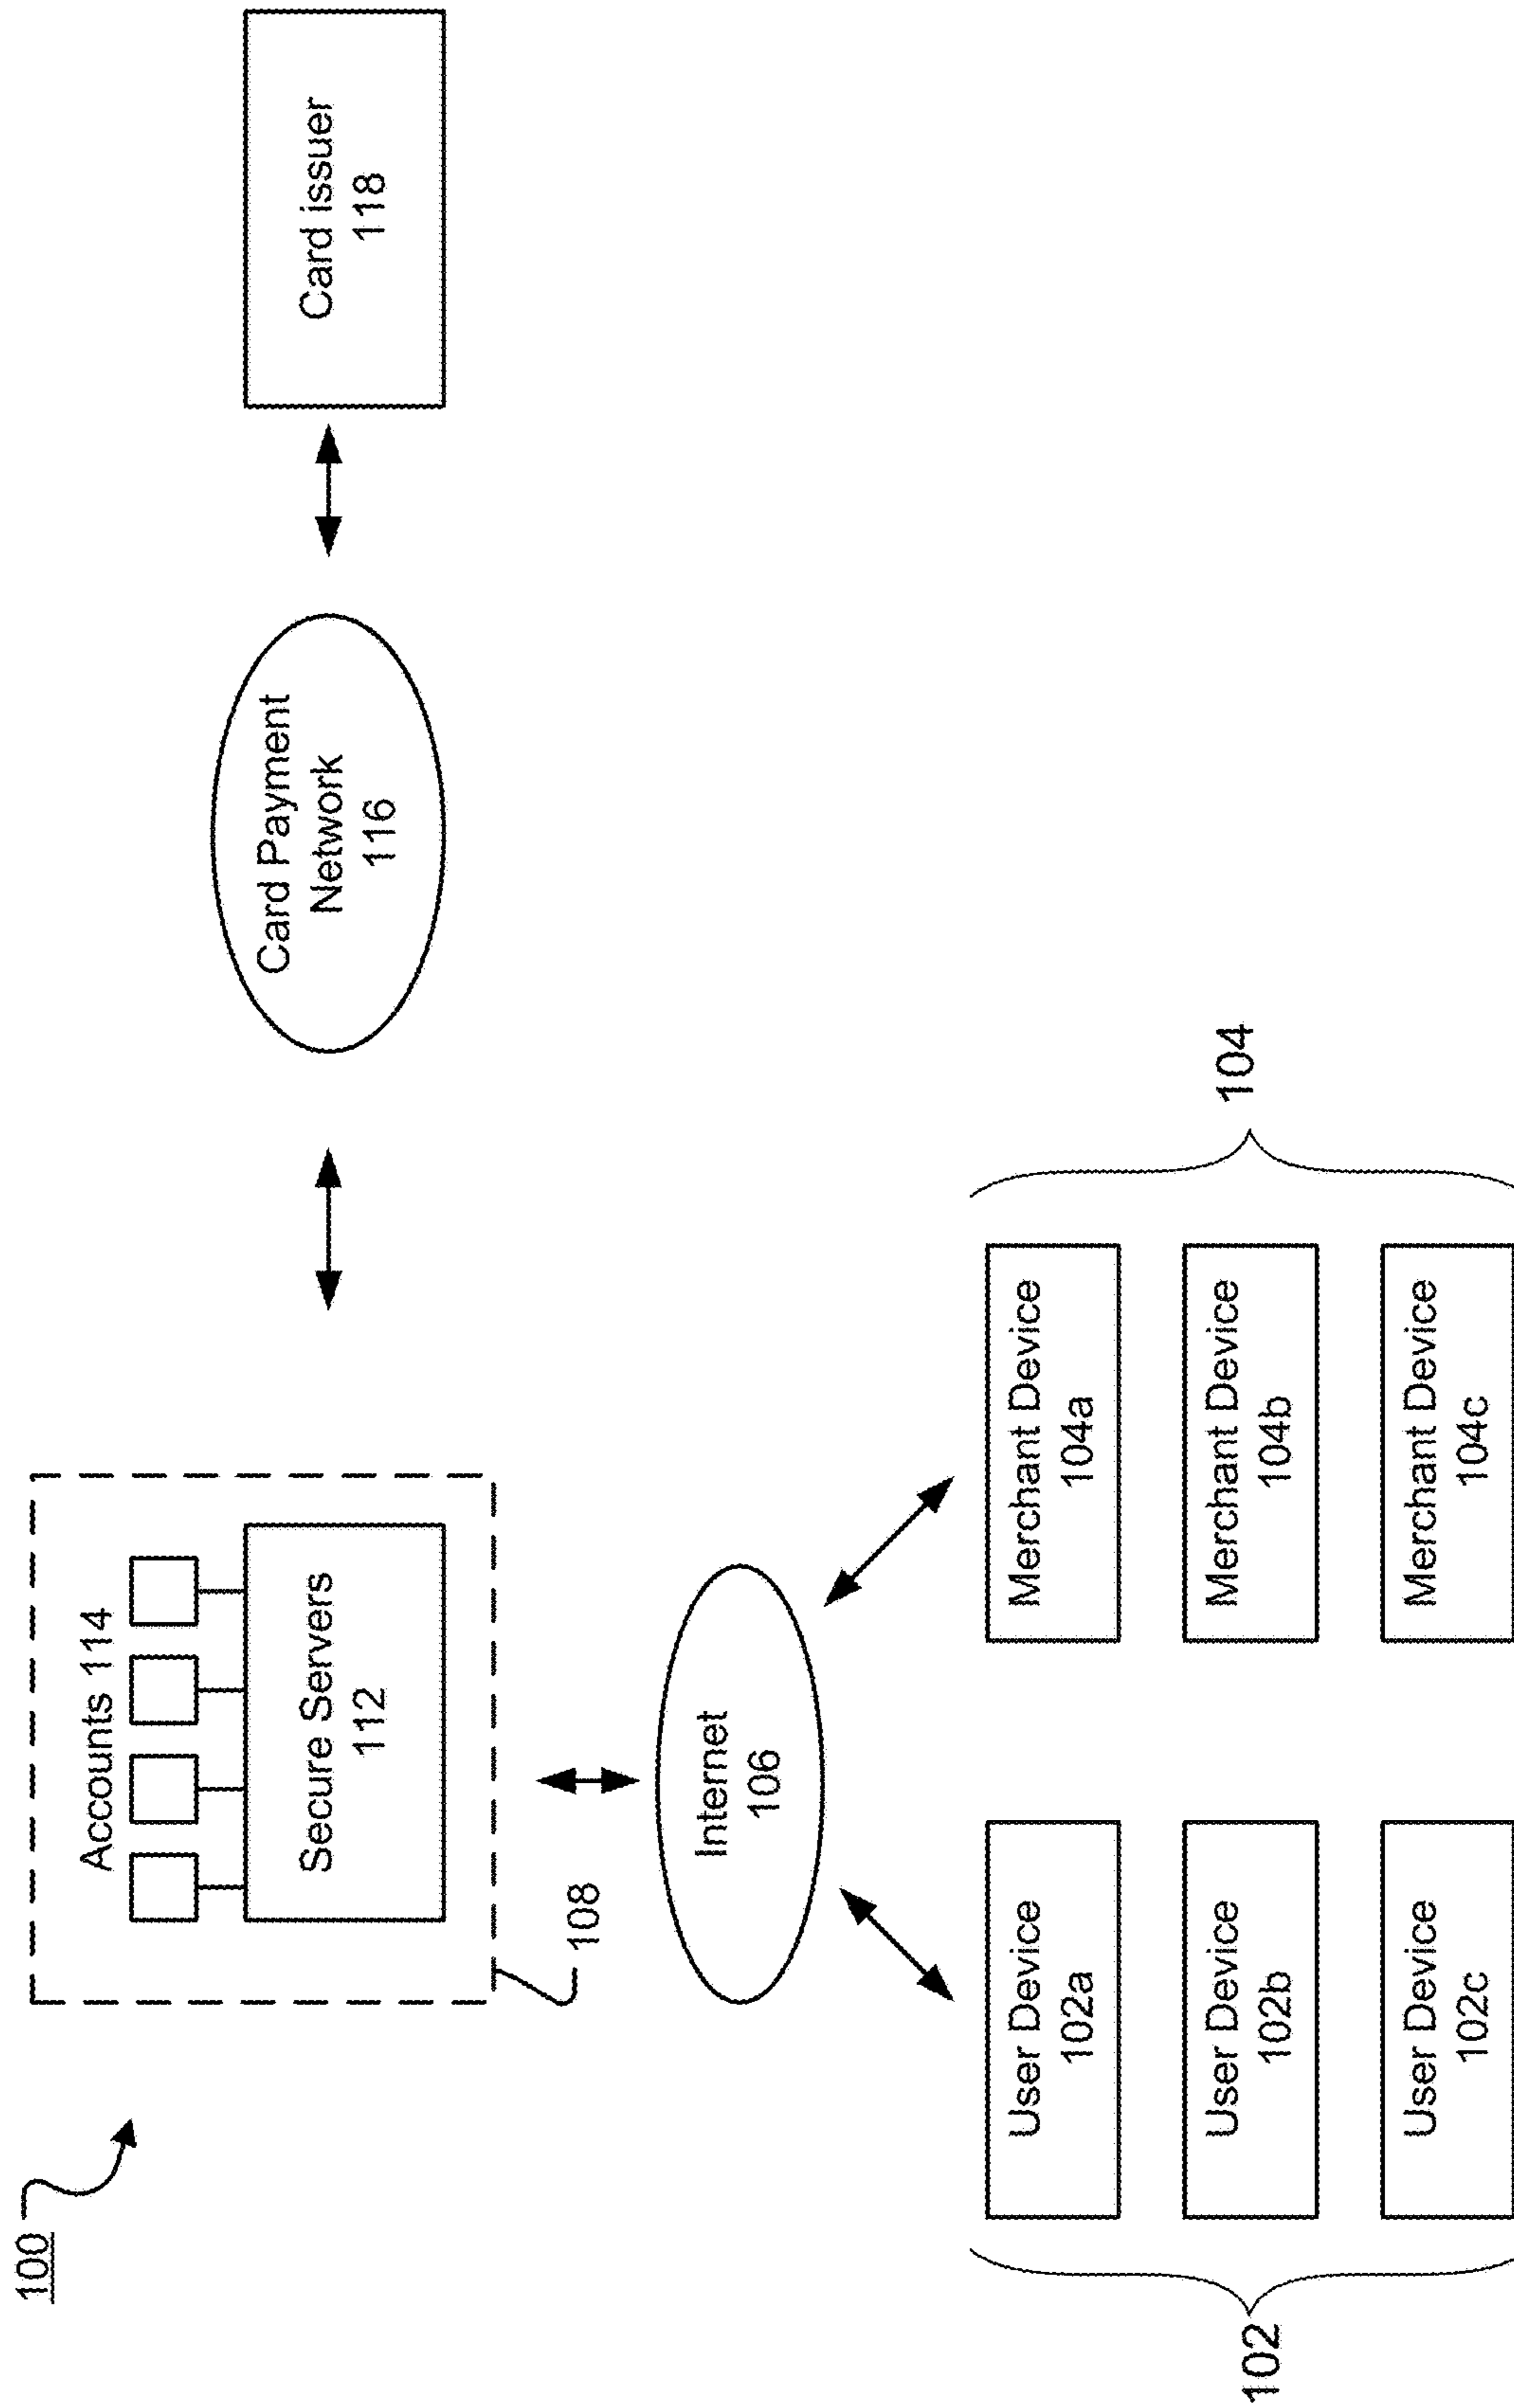 100
Accounts 114
Secure Servers
112
108
Card Payment
Network
116
Card issuer
118
Internet
106
102
User Device
102a
User Device
102b
User Device
102c
Merchant Device
104a
Merchant Device
104b
Merchant Device
104c
104